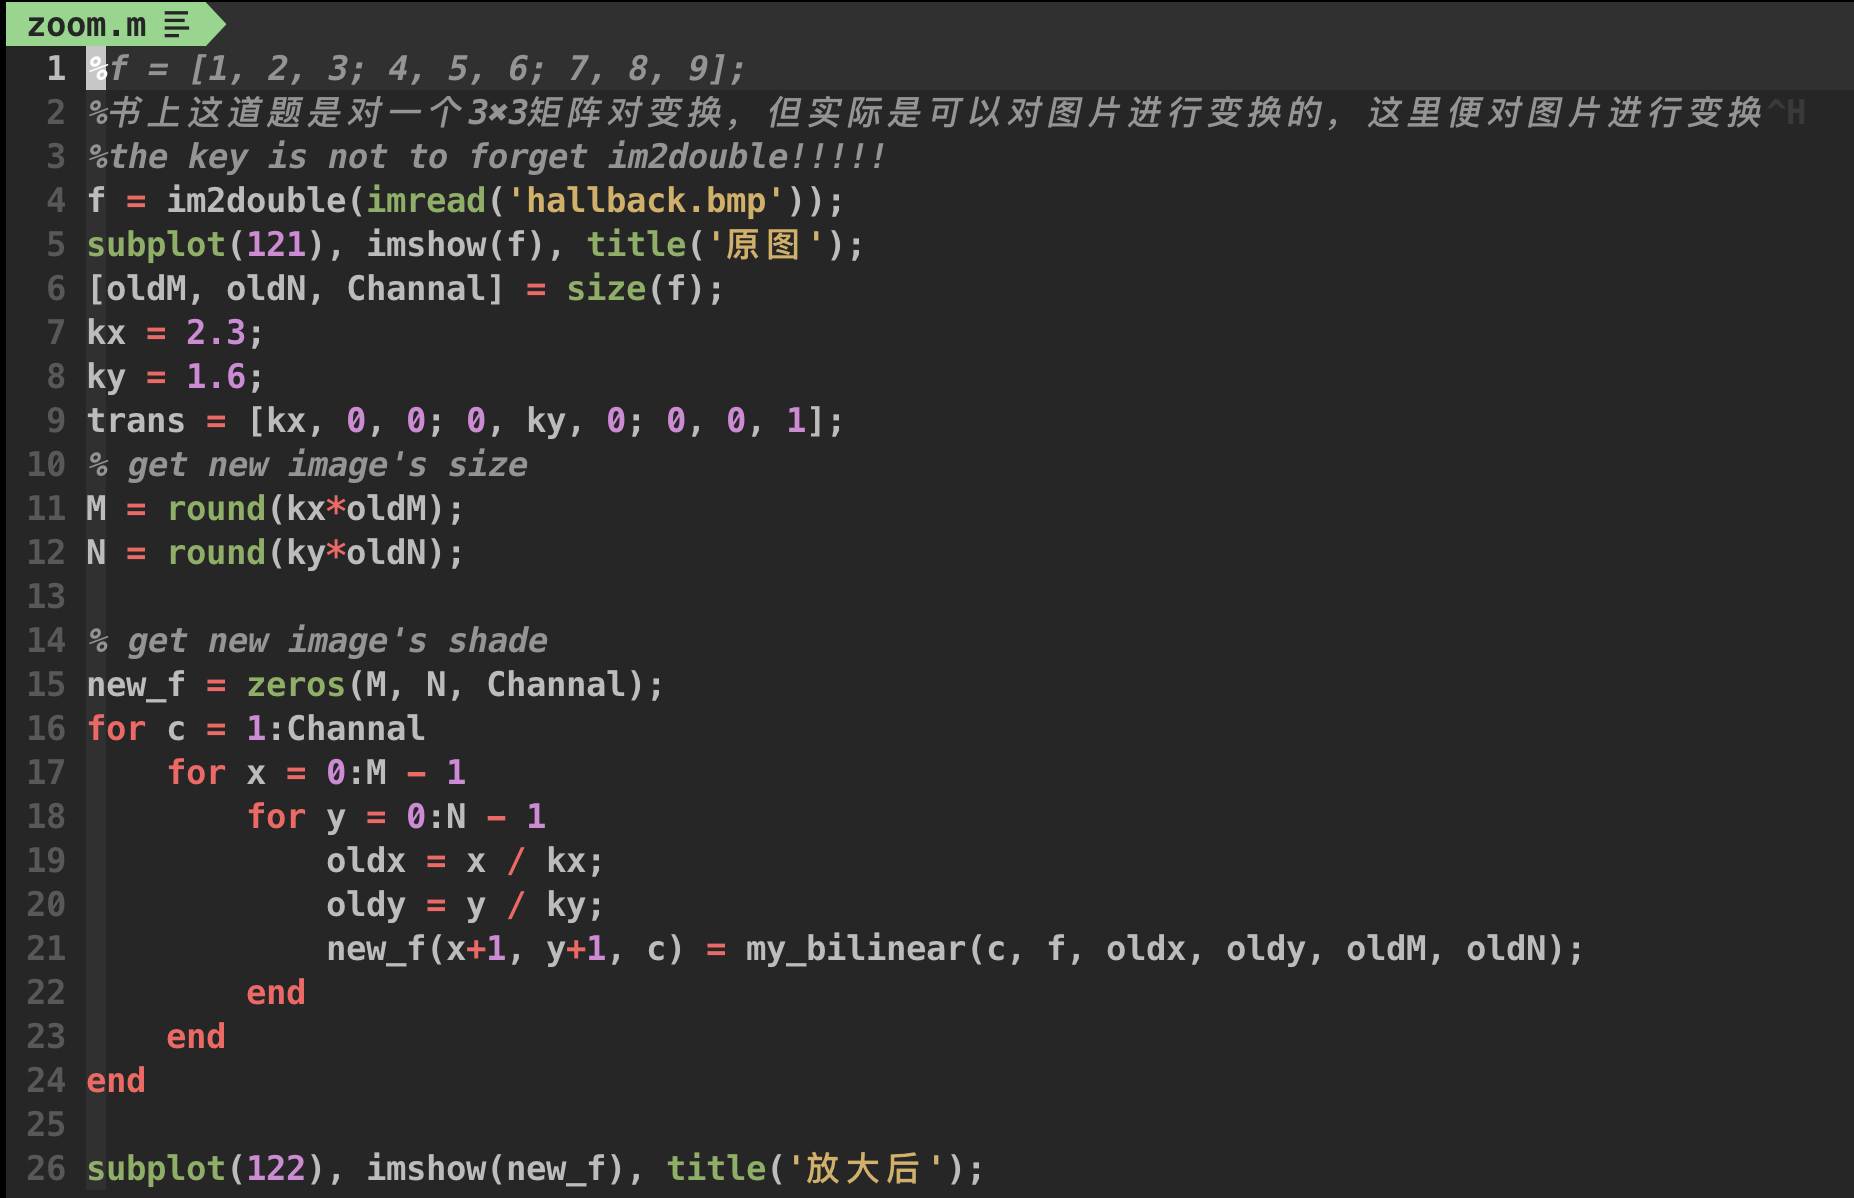 zoom.m
1 %f = [1, 2, 3; 4, 5, 6; 7, 8, 9];
2 %书上这道题是对一个3×3矩阵对变换，但实际是可以对图片进行变换的，这里便对图片进行变换^H
3 %the key is not to forget im2double!!!!!
4 f = im2double(imread('hallback.bmp'));
5 subplot(121), imshow(f), title('原图');
6 [oldM, oldN, Channal] = size(f);
7 kx = 2.3;
8 ky = 1.6;
9 trans = [kx, 0, 0; 0, ky, 0; 0, 0, 1];
10 % get new image's size
11 M = round(kx*oldM);
12 N = round(ky*oldN);
13
14 % get new image's shade
15 new_f = zeros(M, N, Channal);
16 for c = 1:Channal
17     for x = 0:M - 1
18         for y = 0:N - 1
19             oldx = x / kx;
20             oldy = y / ky;
21             new_f(x+1, y+1, c) = my_bilinear(c, f, oldx, oldy, oldM, oldN);
22         end
23     end
24 end
25
26 subplot(122), imshow(new_f), title('放大后');